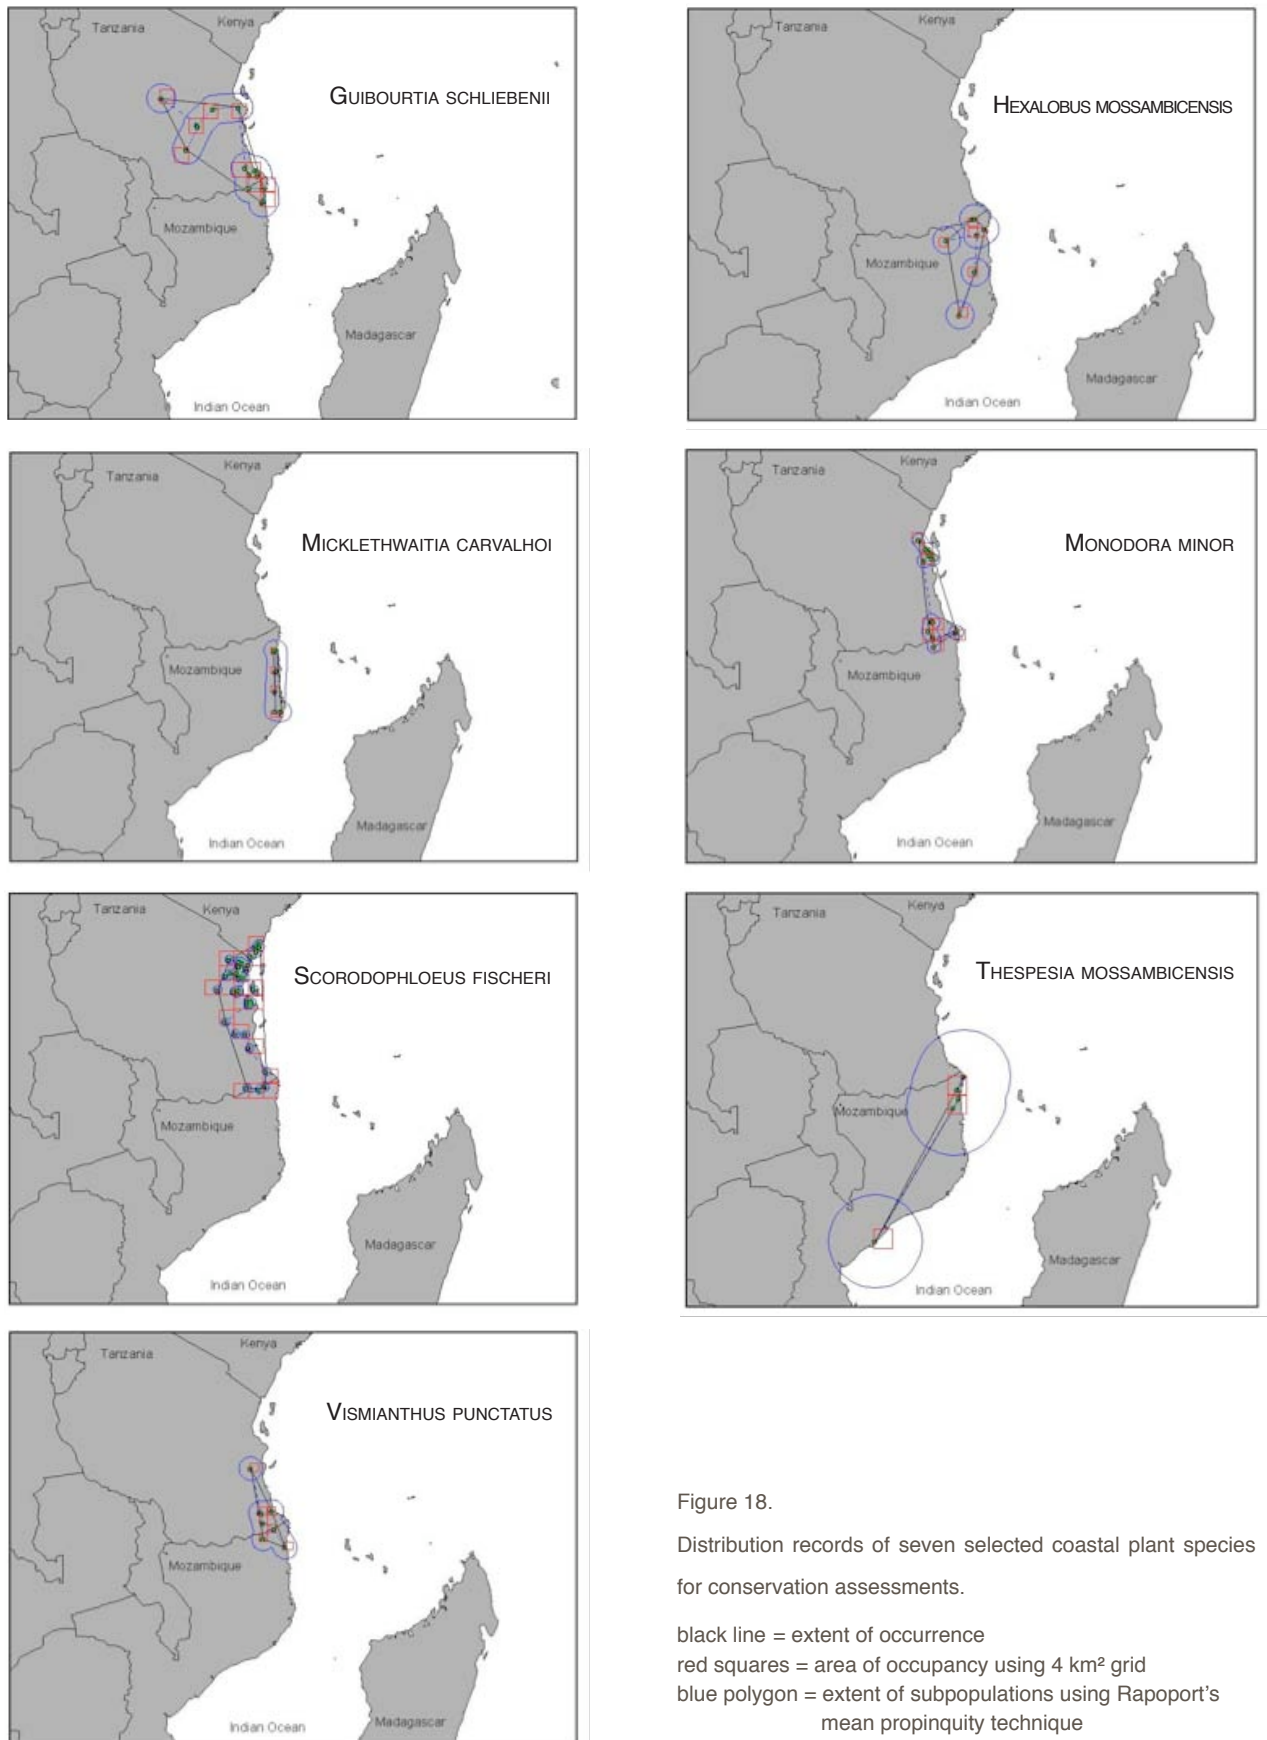 Tanzania
Kenya
GUIBOURTIA SCHLIEBENII
Mozambique
Madagascar
Indian Ocean
Tanzania
Kenya
HEXALOBUS MOSSAMBICENSIS
Mozambique
Madagascar
Indian Ocean
Tanzania
Kenya
MICKLETHWAITIA CARVALHOI
Mozambique
Madagascar
Indian Ocean
Tanzania
Kenya
MONODORA MINOR
Mozambique
Madagascar
Indian Ocean
Tanzania
Kenya
SCORODOPHLOEUS FISCHERI
Mozambique
Madagascar
Indian Ocean
Tanzania
Kenya
THESPESIA MOSSAMBICENSIS
Mozambique
Madagascar
Indian Ocean
Tanzania
Kenya
VISMIANTHUS PUNCTATUS
Mozambique
Madagascar
Indian Ocean
Figure 18.
Distribution records of seven selected coastal plant species
for conservation assessments.
black line = extent of occurrence
red squares = area of occupancy using 4 km² grid
blue polygon = extent of subpopulations using Rapoport's
mean propinquity technique